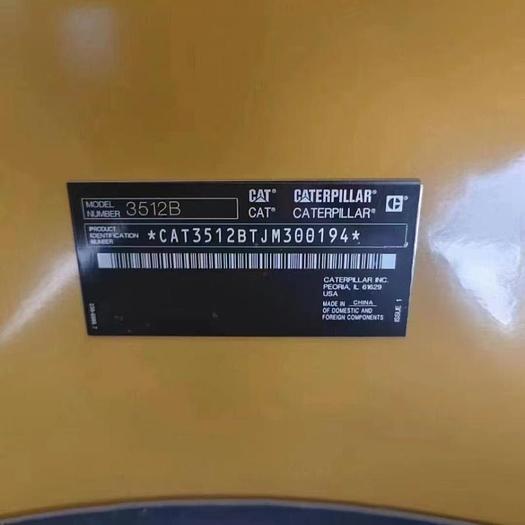 MODEL NUMBER 3512B
CAT® CATERPILLAR®
CAT® CATERPILLAR®
PRODUCT IDENTIFICATION NUMBER *CAT3512BTJM300194*
CATERPILLAR INC.
PEORIA, IL 61629
USA
MADE IN CHINA
OF DOMESTIC AND
FOREIGN COMPONENTS
ISSUE 1